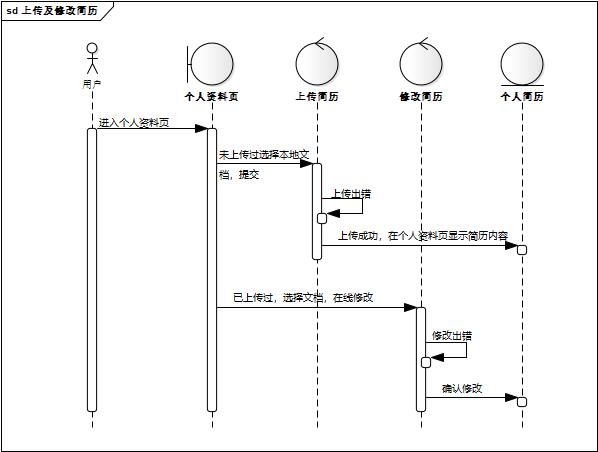 sd 上传及修改简历
用户
个人资料页
上传简历
修改简历
个人简历
进入个人资料页
未上传过选择本地文
档，提交
上传出错
上传成功，在个人资料页显示简历内容
已上传过，选择文档，在线修改
修改出错
确认修改